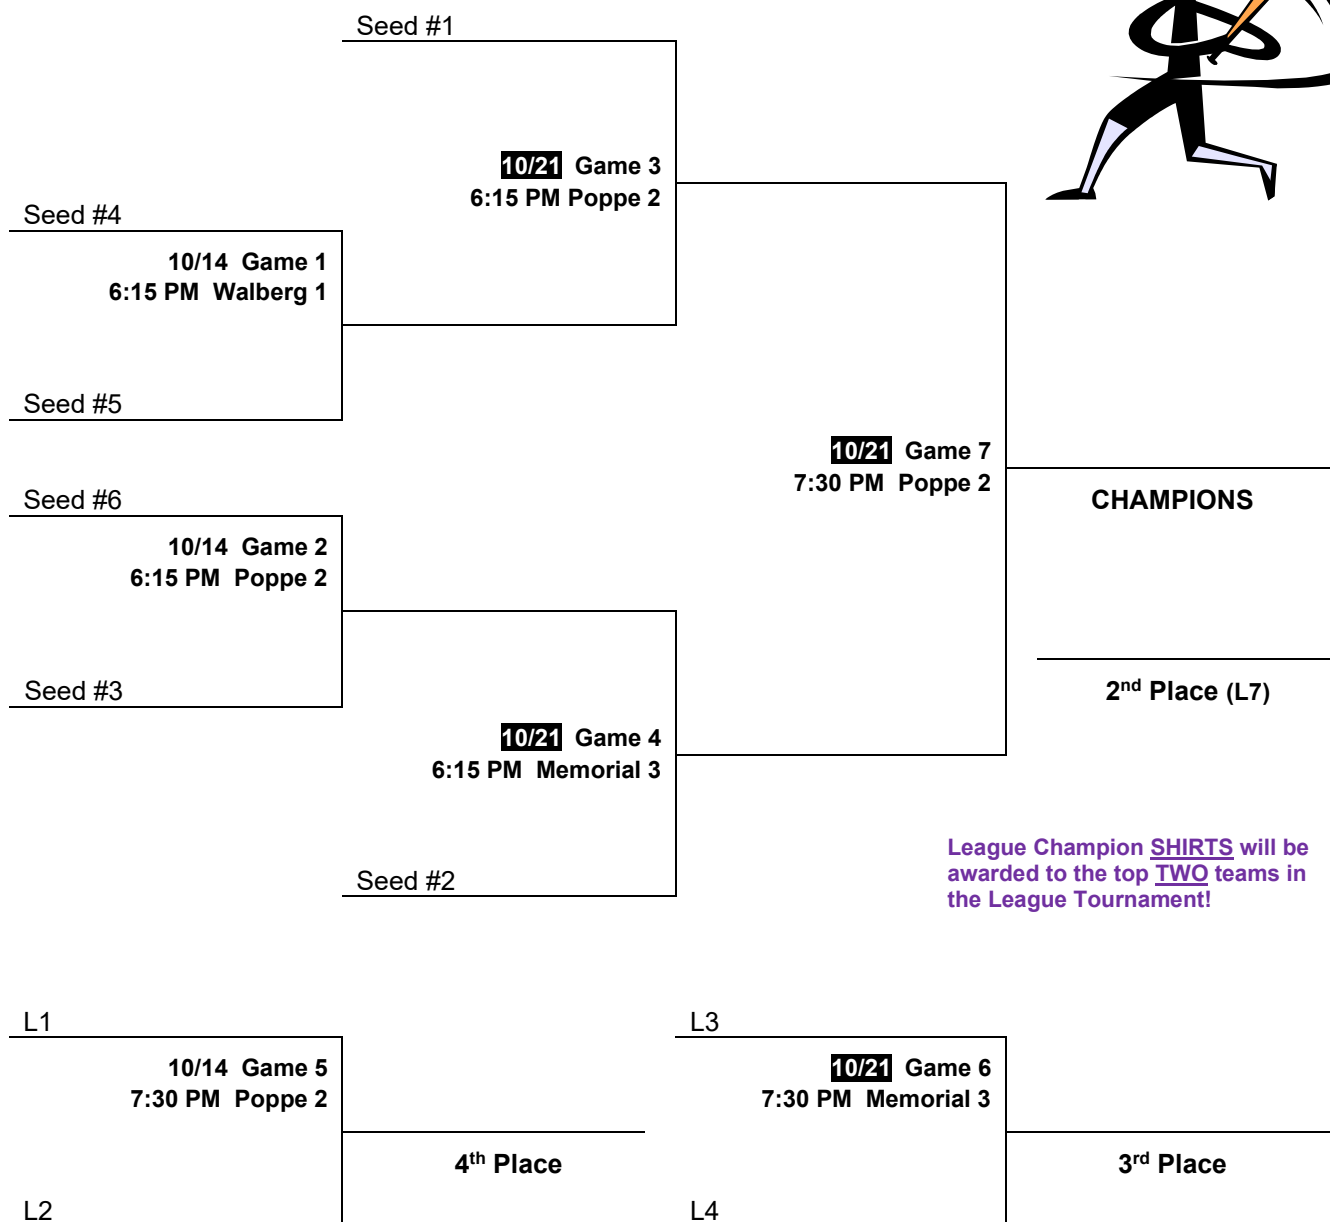 Seed #1
10/21 Game 3
6:15 PM Poppe 2
Seed #4
10/14 Game 1
6:15 PM Walberg 1
Seed #5
10/21 Game 7
7:30 PM Poppe 2
CHAMPIONS
Seed #6
10/14 Game 2
6:15 PM Poppe 2
Seed #3
2nd Place (L7)
10/21 Game 4
6:15 PM Memorial 3
Seed #2
League Champion SHIRTS will be
awarded to the top TWO teams in
the League Tournament!
L1
10/14 Game 5
7:30 PM Poppe 2
4th Place
L2
L3
10/21 Game 6
7:30 PM Memorial 3
3rd Place
L4